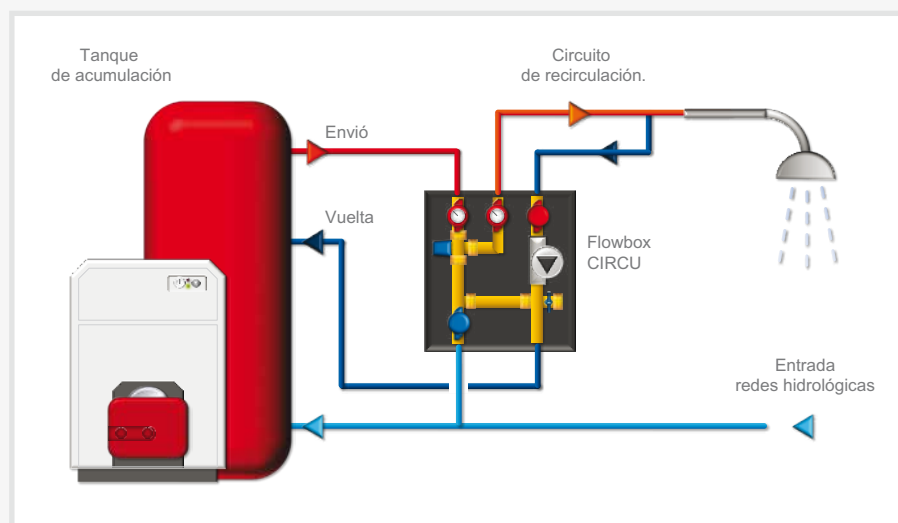 Tanque
de acumulación
Circuito
de recirculación.
Envió
Vuelta
Flowbox
CIRCU
Entrada
redes hidrológicas